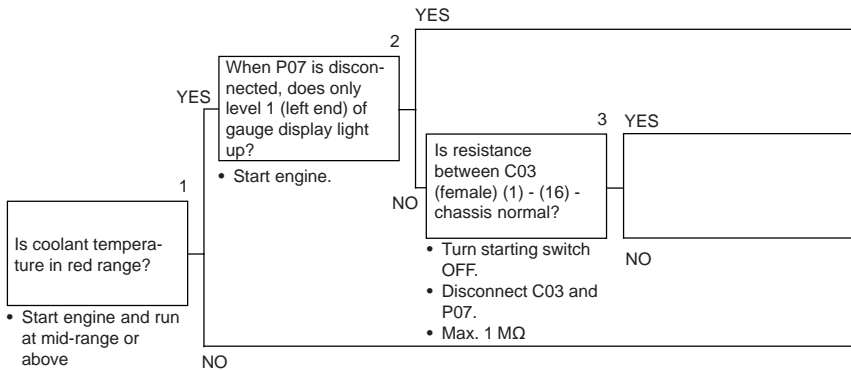 1
Is coolant tempera-
ture in red range?
• Start engine and run
at mid-range or
above
YES
NO
2
When P07 is discon-
nected, does only
level 1 (left end) of
gauge display light
up?
• Start engine.
YES
NO
3
Is resistance
between C03
(female) (1) - (16) -
chassis normal?
• Turn starting switch
OFF.
• Disconnect C03 and
P07.
• Max. 1 MΩ
YES
NO